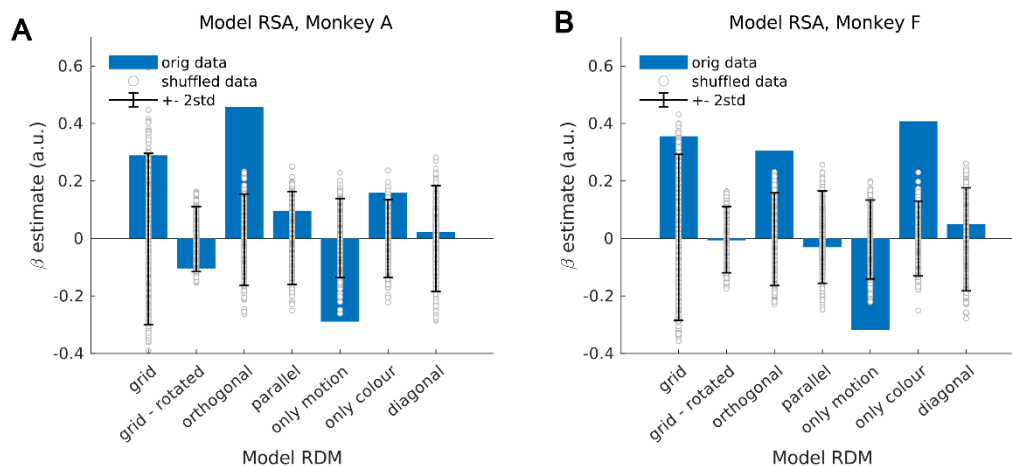 A
Model RSA, Monkey A
orig data
shuffled data
+- 2std
β estimate (a.u.)
0.6
0.4
0.2
0
-0.2
-0.4
grid
grid - rotated
orthogonal
parallel
only motion
only colour
diagonal
Model RDM
B
Model RSA, Monkey F
orig data
shuffled data
+- 2std
β estimate (a.u.)
0.6
0.4
0.2
0
-0.2
-0.4
grid
grid - rotated
orthogonal
parallel
only motion
only colour
diagonal
Model RDM